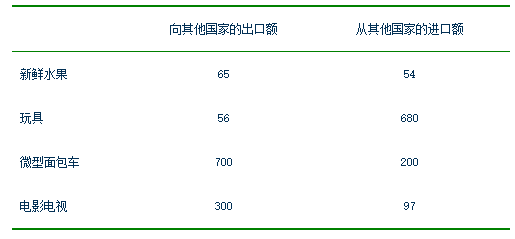 向其他国家的出口额 从其他国家的进口额
新鲜水果 65 54
玩具 56 680
微型面包车 700 200
电影电视 300 97